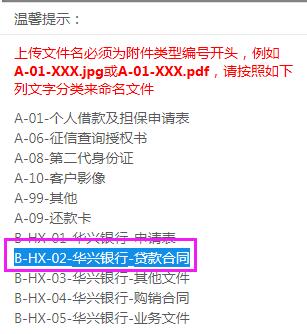 温馨提示：
上传文件名必须为附件类型编号开头，例如
A-01-XXX.jpg或A-01-XXX.pdf，请按照如下
列文字分类来命名文件
A-01-个人借款及担保申请表
A-06-征信查询授权书
A-08-第二代身份证
A-10-客户影像
A-99-其他
A-09-还款卡
B-HX-01-华兴银行-申请表
B-HX-02-华兴银行-贷款合同
B-HX-03-华兴银行-其他文件
B-HX-04-华兴银行-购销合同
B-HX-05-华兴银行-业务文件